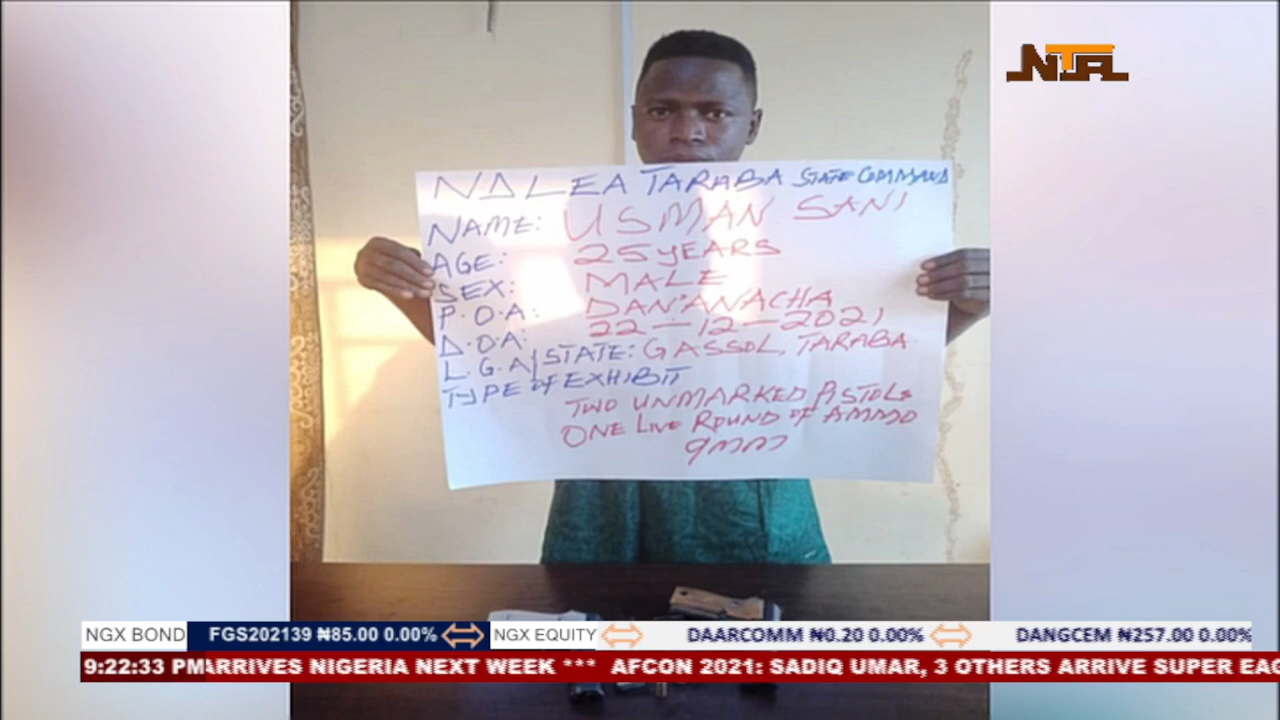 NTA
NDLEA TARABA STATE COMMAND
NAME: USMAN SANI
AGE: 25 YEARS
SEX: MALE
P.O.A: DAN'ANACHA
D.O.A: 22-12-2021
L.G.A/STATE: GASSOL, TARABA
TYPE OF EXHIBIT
TWO UNMARKED PISTOLS
ONE LIVE ROUND OF AMMO
9mm
NGX BOND FGS202139 ₦85.00 0.00% NGX EQUITY DAARCOMM ₦0.20 0.00% DANGCEM ₦257.00 0.00%
9:22:33 PM ARRIVES NIGERIA NEXT WEEK *** AFCON 2021: SADIQ UMAR, 3 OTHERS ARRIVE SUPER EAG